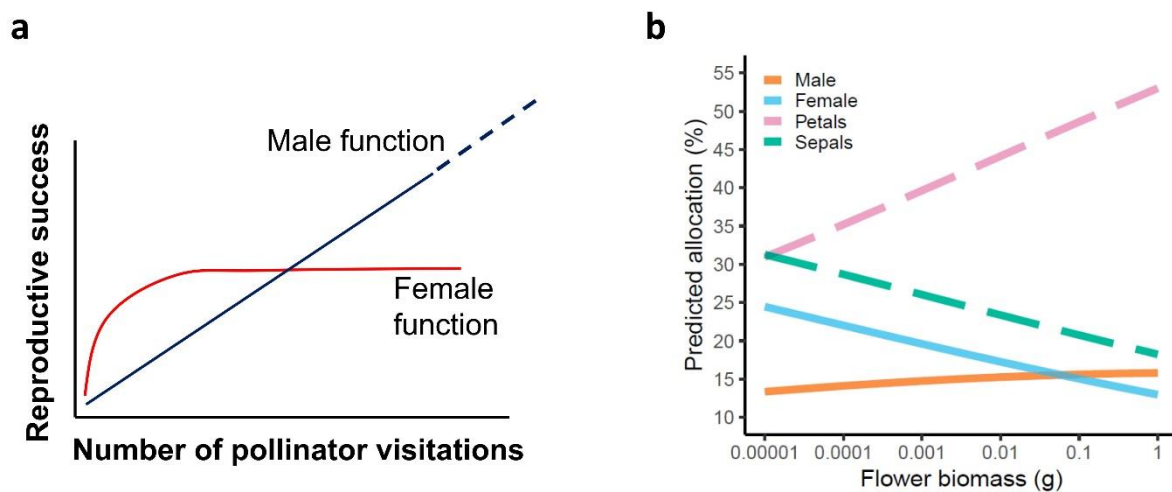 a
Reproductive success
Male function
Female
function
Number of pollinator visitations
b
Predicted allocation (%)
55
50
45
40
35
30
25
20
15
10
Male
Female
Petals
Sepals
0.00001 0.0001 0.001 0.01 0.1 1
Flower biomass (g)